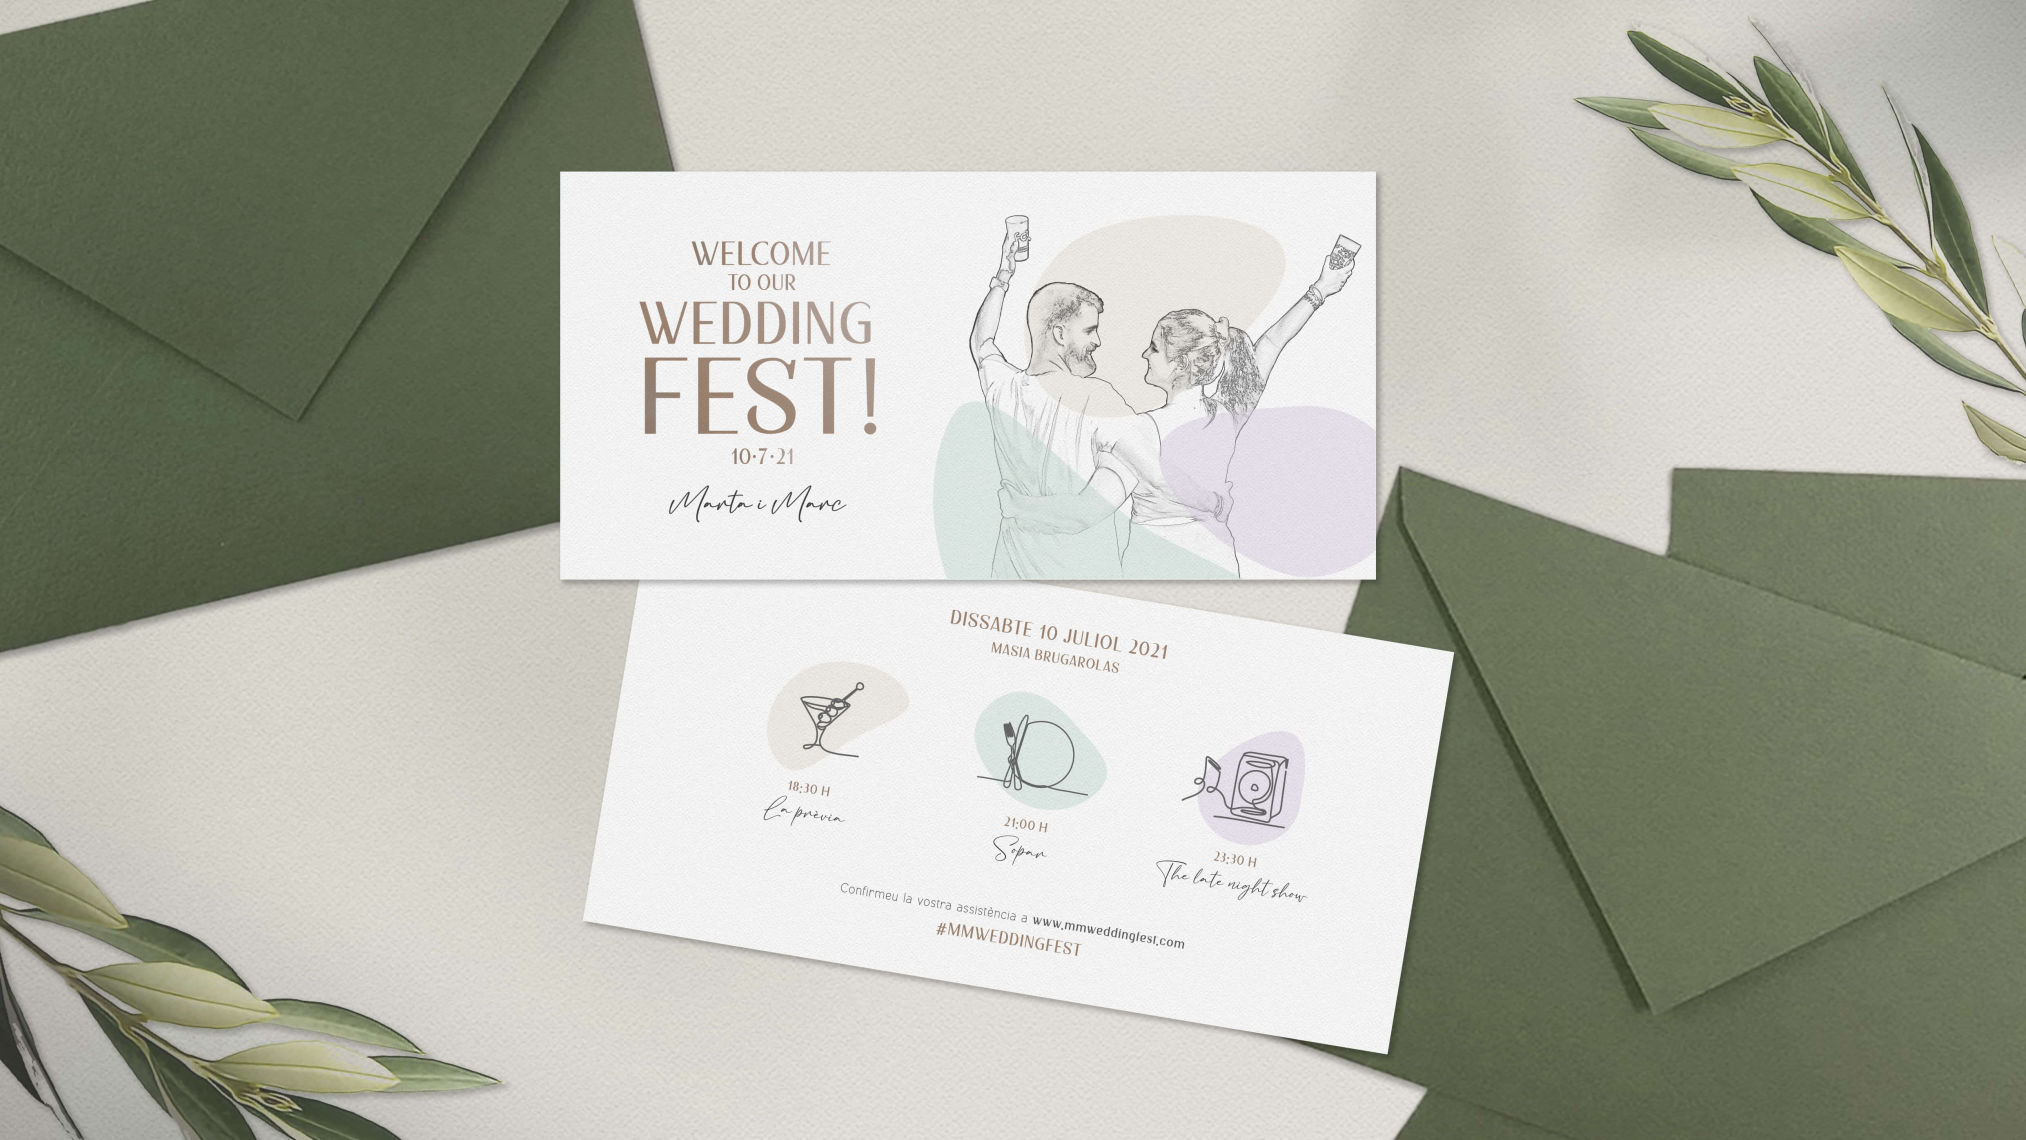 WELCOME
TO OUR
WEDDING
FEST!
10·7·21
Marta i Marc
DISSABTE 10 JULIOL 2021
MASIA BRUGAROLAS
18:30 H
La prèvia
21:00 H
Sopar
23:30 H
The late night show
Confirmeu la vostra assistència a www.mmweddingfest.com
#MMWEDDINGFEST